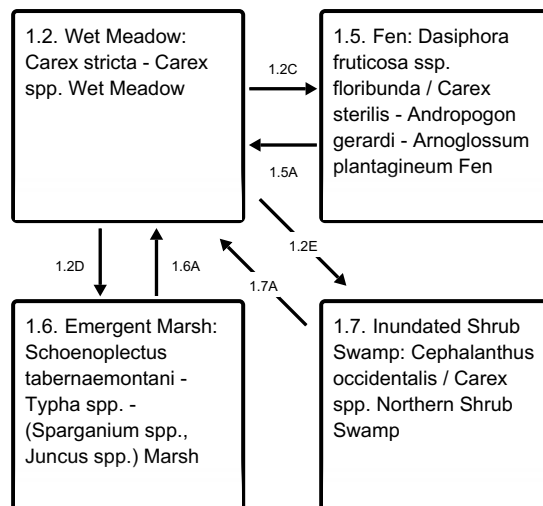 1.2. Wet Meadow:
Carex stricta - Carex
spp. Wet Meadow
1.2C
1.5. Fen: Dasiphora
fruticosa ssp.
floribunda / Carex
sterilis - Andropogon
gerardi - Arnoglossum
plantagineum Fen
1.5A
1.2D
1.6A
1.7A
1.2E
1.6. Emergent Marsh:
Schoenoplectus
tabernaemontani -
Typha spp. -
(Sparganium spp.,
Juncus spp.) Marsh
1.7. Inundated Shrub
Swamp: Cephalanthus
occidentalis / Carex
spp. Northern Shrub
Swamp